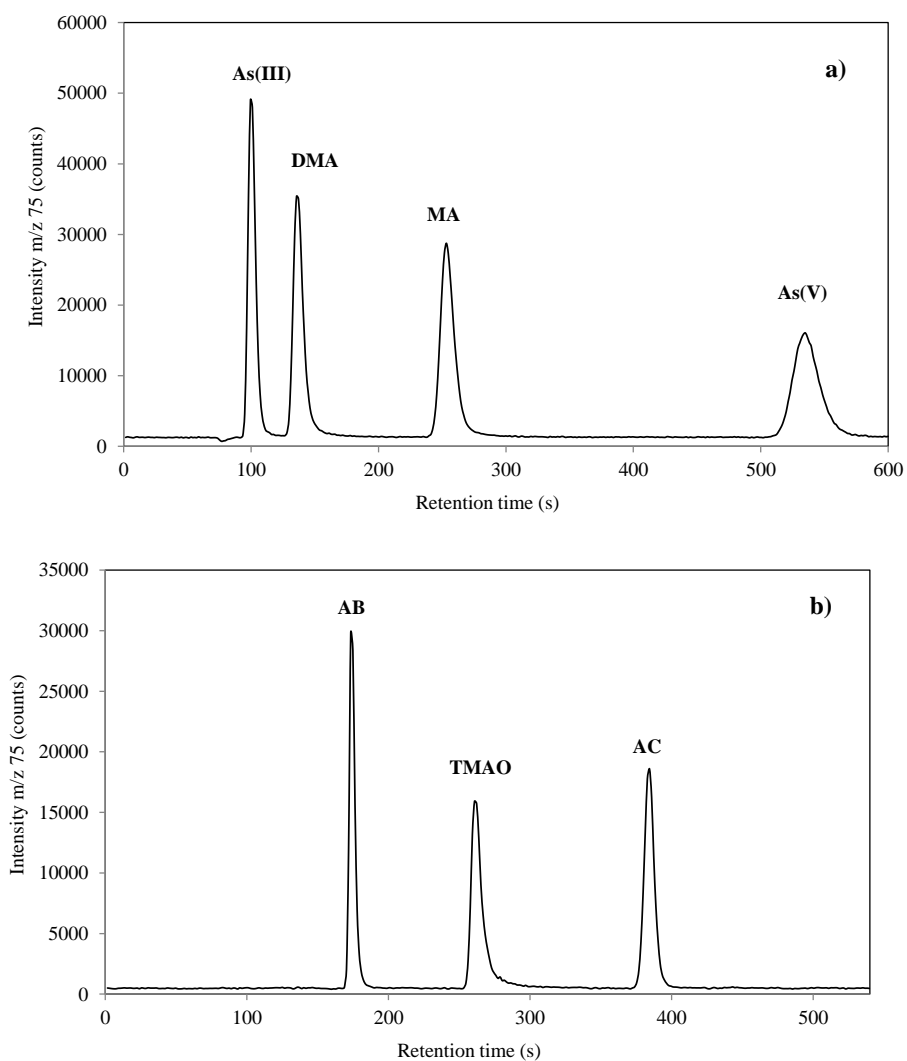 60000
a)
As(III)
50000
DMA
40000
MA
30000
As(V)
20000
10000
0
Intensity m/z 75 (counts)
0 100 200 300 400 500 600
Retention time (s)
35000
b)
AB
30000
25000
AC
20000
TMAO
15000
10000
5000
0
Intensity m/z 75 (counts)
0 100 200 300 400 500
Retention time (s)